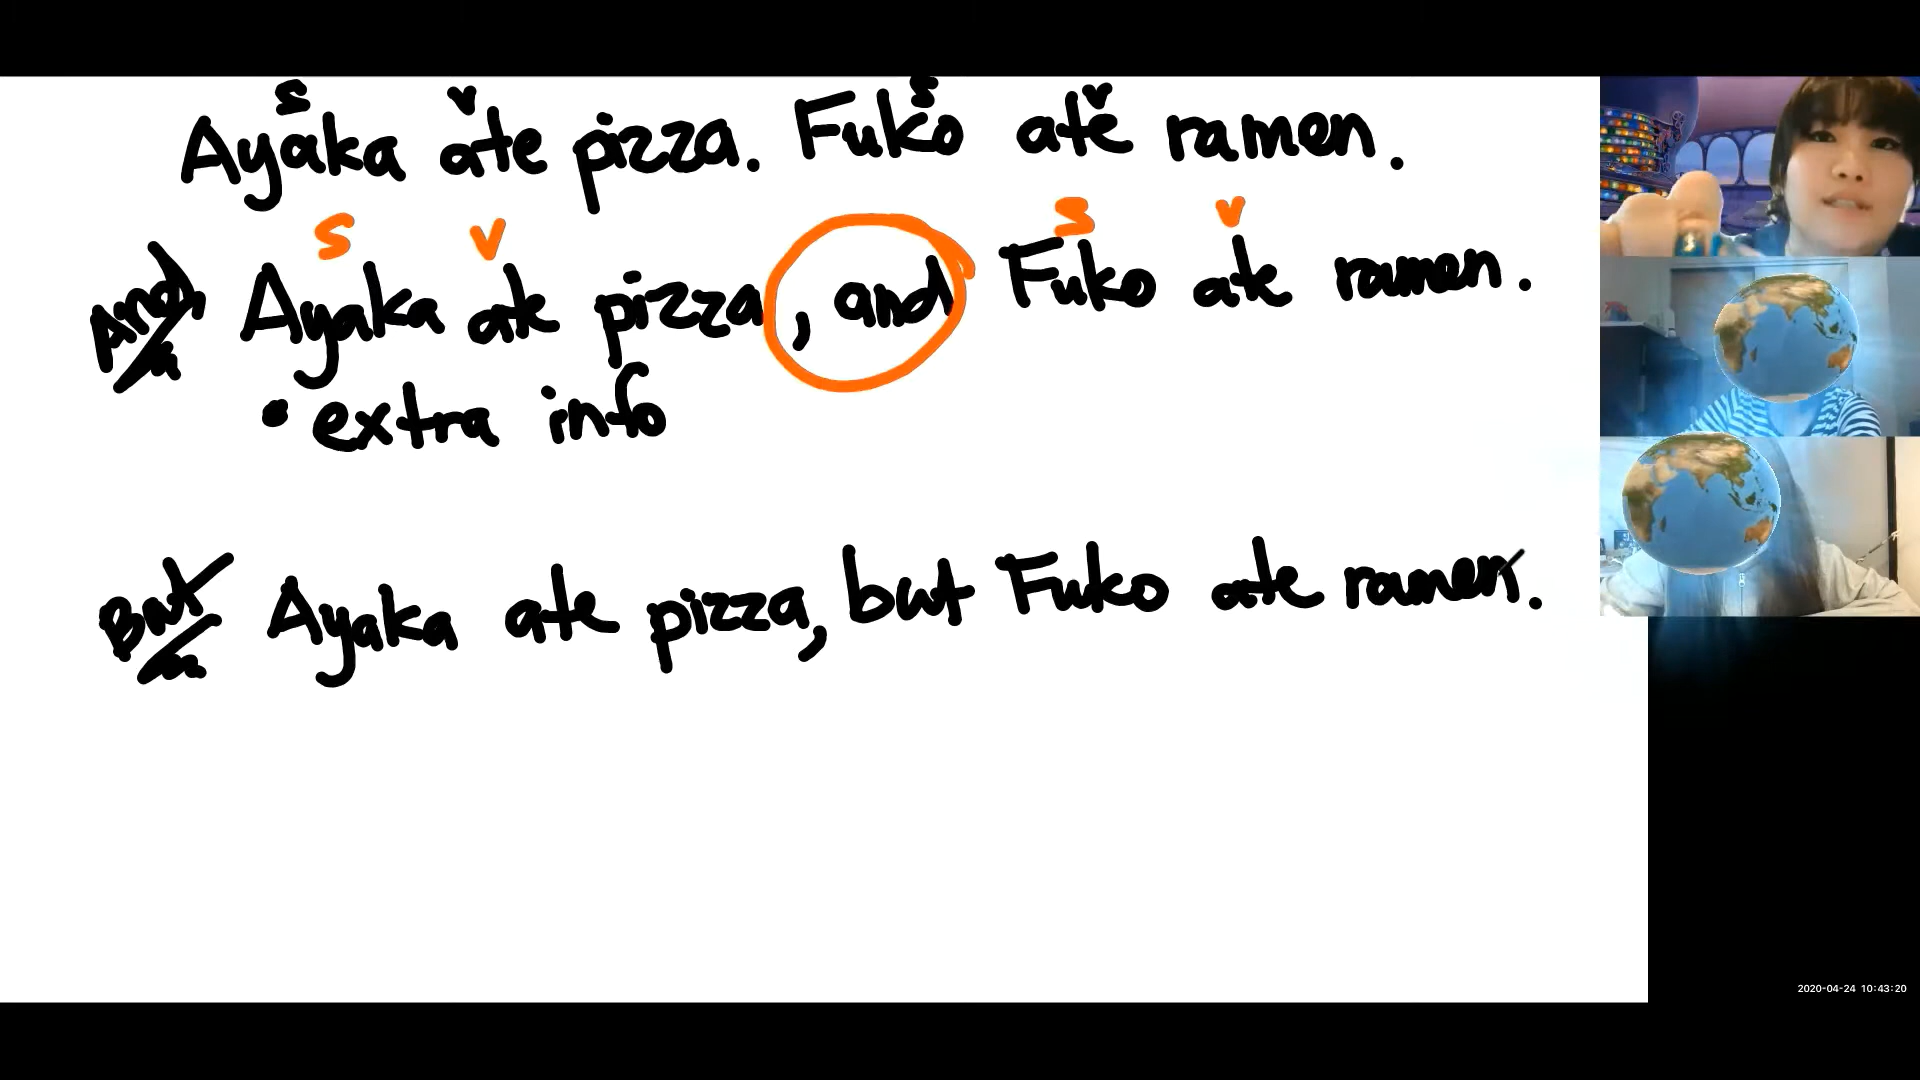 s v s v
Ayaka ate pizza. Fuko ate ramen.
s v s v
And Ayaka ate pizza, and Fuko ate ramen.
• extra info
But Ayaka ate pizza, but Fuko ate ramen.
2020-04-24 10:43:20